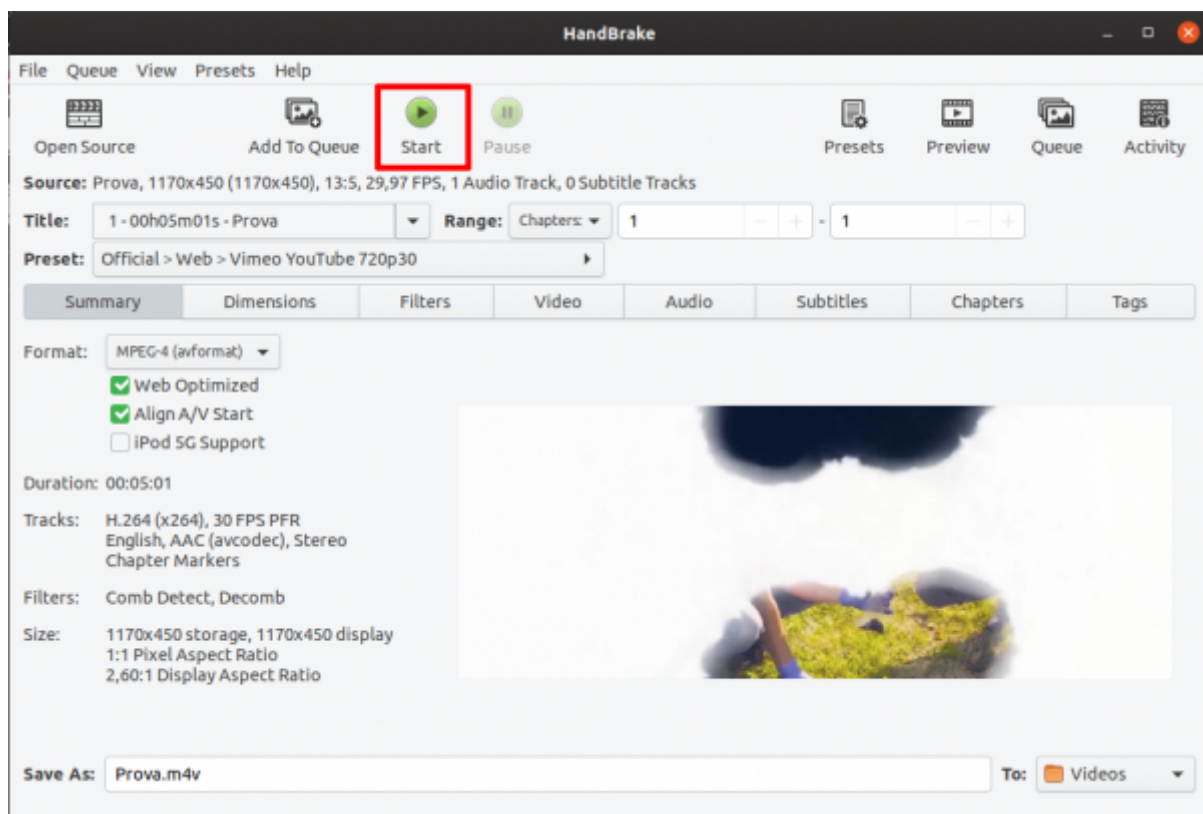 HandBrake
File Queue View Presets Help
Open Source Add To Queue Start Pause Presets Preview Queue Activity
Source: Prova, 1170x450 (1170x450), 13:5, 29,97 FPS, 1 Audio Track, 0 Subtitle Tracks
Title: 1 - 00h05m01s - Prova Range: Chapters: 1 - 1
Preset: Official > Web > Vimeo YouTube 720p30
Summary Dimensions Filters Video Audio Subtitles Chapters Tags
Format: MPEG-4 (avformat)
Web Optimized
Align A/V Start
iPod 5G Support
Duration: 00:05:01
Tracks: H.264 (x264), 30 FPS PFR
English, AAC (avcodec), Stereo
Chapter Markers
Filters: Comb Detect, Decomb
Size: 1170x450 storage, 1170x450 display
1:1 Pixel Aspect Ratio
2,60:1 Display Aspect Ratio
Save As: Prova.m4v To: Videos